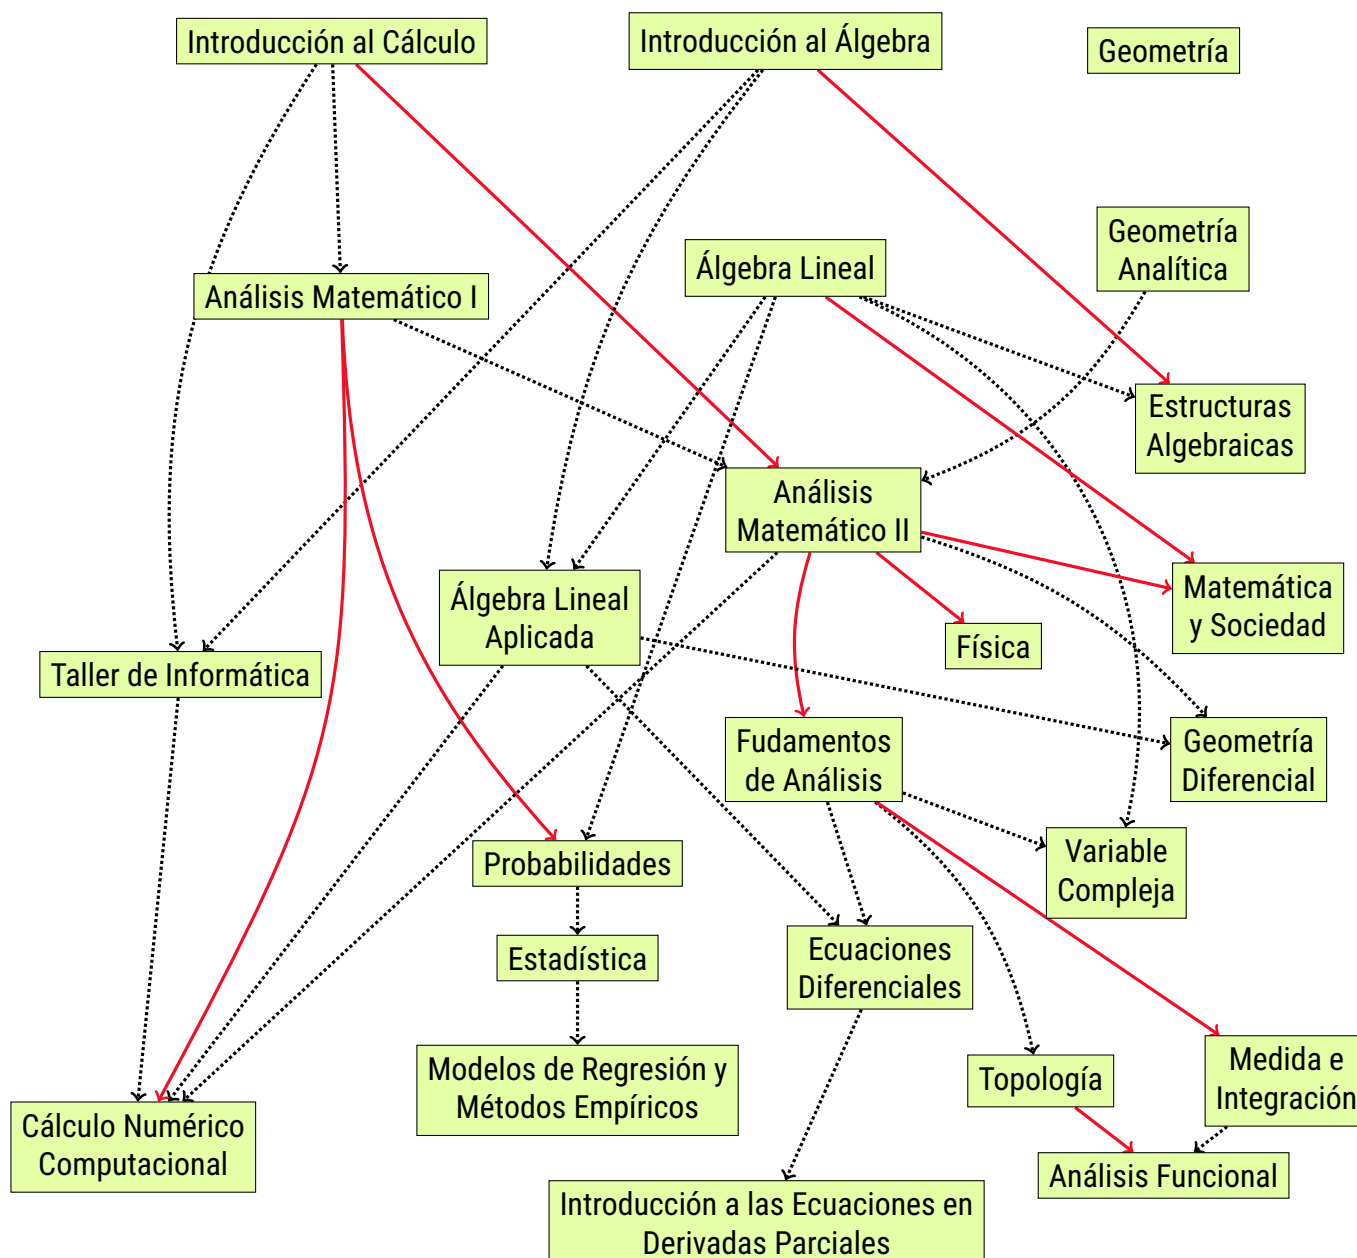 Introducción al Cálculo
Introducción al Álgebra
Geometría
Geometría
Analítica
Álgebra Lineal
Análisis Matemático I
Estructuras
Algebraicas
Análisis
Matemático II
Matemática
y Sociedad
Álgebra Lineal
Aplicada
Física
Taller de Informática
Fudamentos
de Análisis
Geometría
Diferencial
Variable
Compleja
Probabilidades
Ecuaciones
Diferenciales
Estadística
Medida e
Integración
Topología
Modelos de Regresión y
Métodos Empíricos
Cálculo Numérico
Computacional
Análisis Funcional
Introducción a las Ecuaciones en
Derivadas Parciales